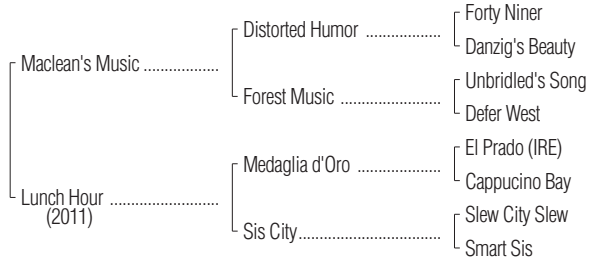 Forty Niner
Distorted Humor ..................
Danzig's Beauty
Maclean's Music ..................
Unbridled's Song
Forest Music ........................
Defer West
El Prado (IRE)
Medaglia d'Oro ....................
Cappucino Bay
Lunch Hour ..........................
(2011)
Slew City Slew
Sis City..................................
Smart Sis